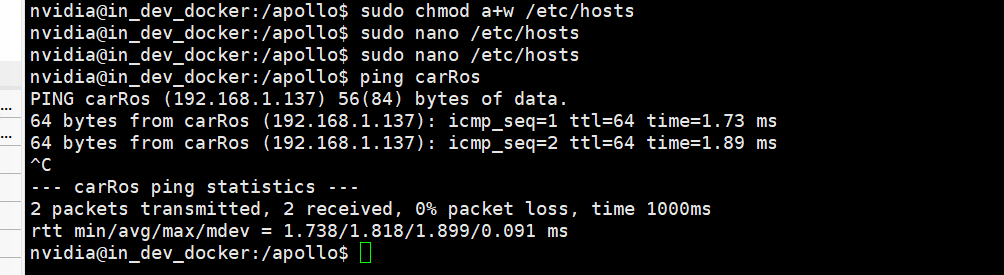 nvidia@in_dev_docker:/apollo$ sudo chmod a+w /etc/hosts
nvidia@in_dev_docker:/apollo$ sudo nano /etc/hosts
nvidia@in_dev_docker:/apollo$ sudo nano /etc/hosts
nvidia@in_dev_docker:/apollo$ ping carRos
PING carRos (192.168.1.137) 56(84) bytes of data.
64 bytes from carRos (192.168.1.137): icmp_seq=1 ttl=64 time=1.73 ms
64 bytes from carRos (192.168.1.137): icmp_seq=2 ttl=64 time=1.89 ms
^C
--- carRos ping statistics ---
2 packets transmitted, 2 received, 0% packet loss, time 1000ms
rtt min/avg/max/mdev = 1.738/1.818/1.899/0.091 ms
nvidia@in_dev_docker:/apollo$
...
...